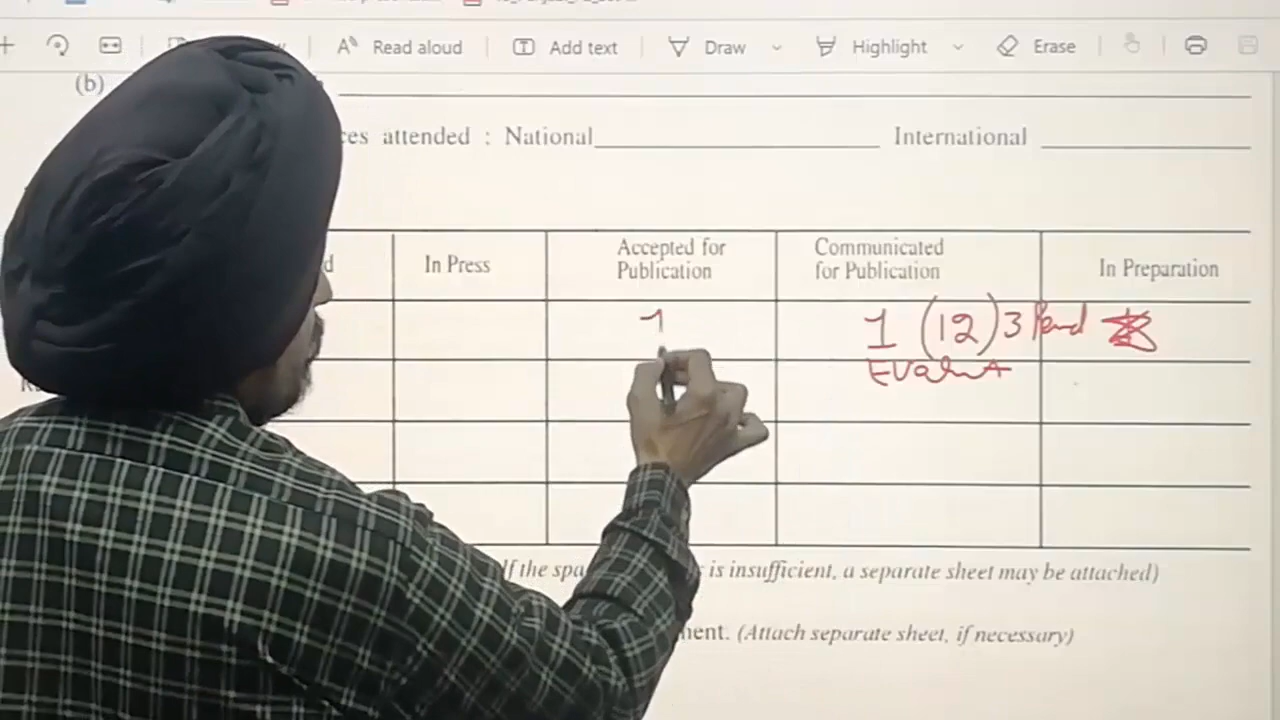 Read aloud Add text Draw Highlight Erase
(b)
ces attended : National International
d In Press Accepted for Publication Communicated for Publication In Preparation
1 1 (12) 3
If the spa is insufficient, a separate sheet may be attached)
nent. (Attach separate sheet, if necessary)